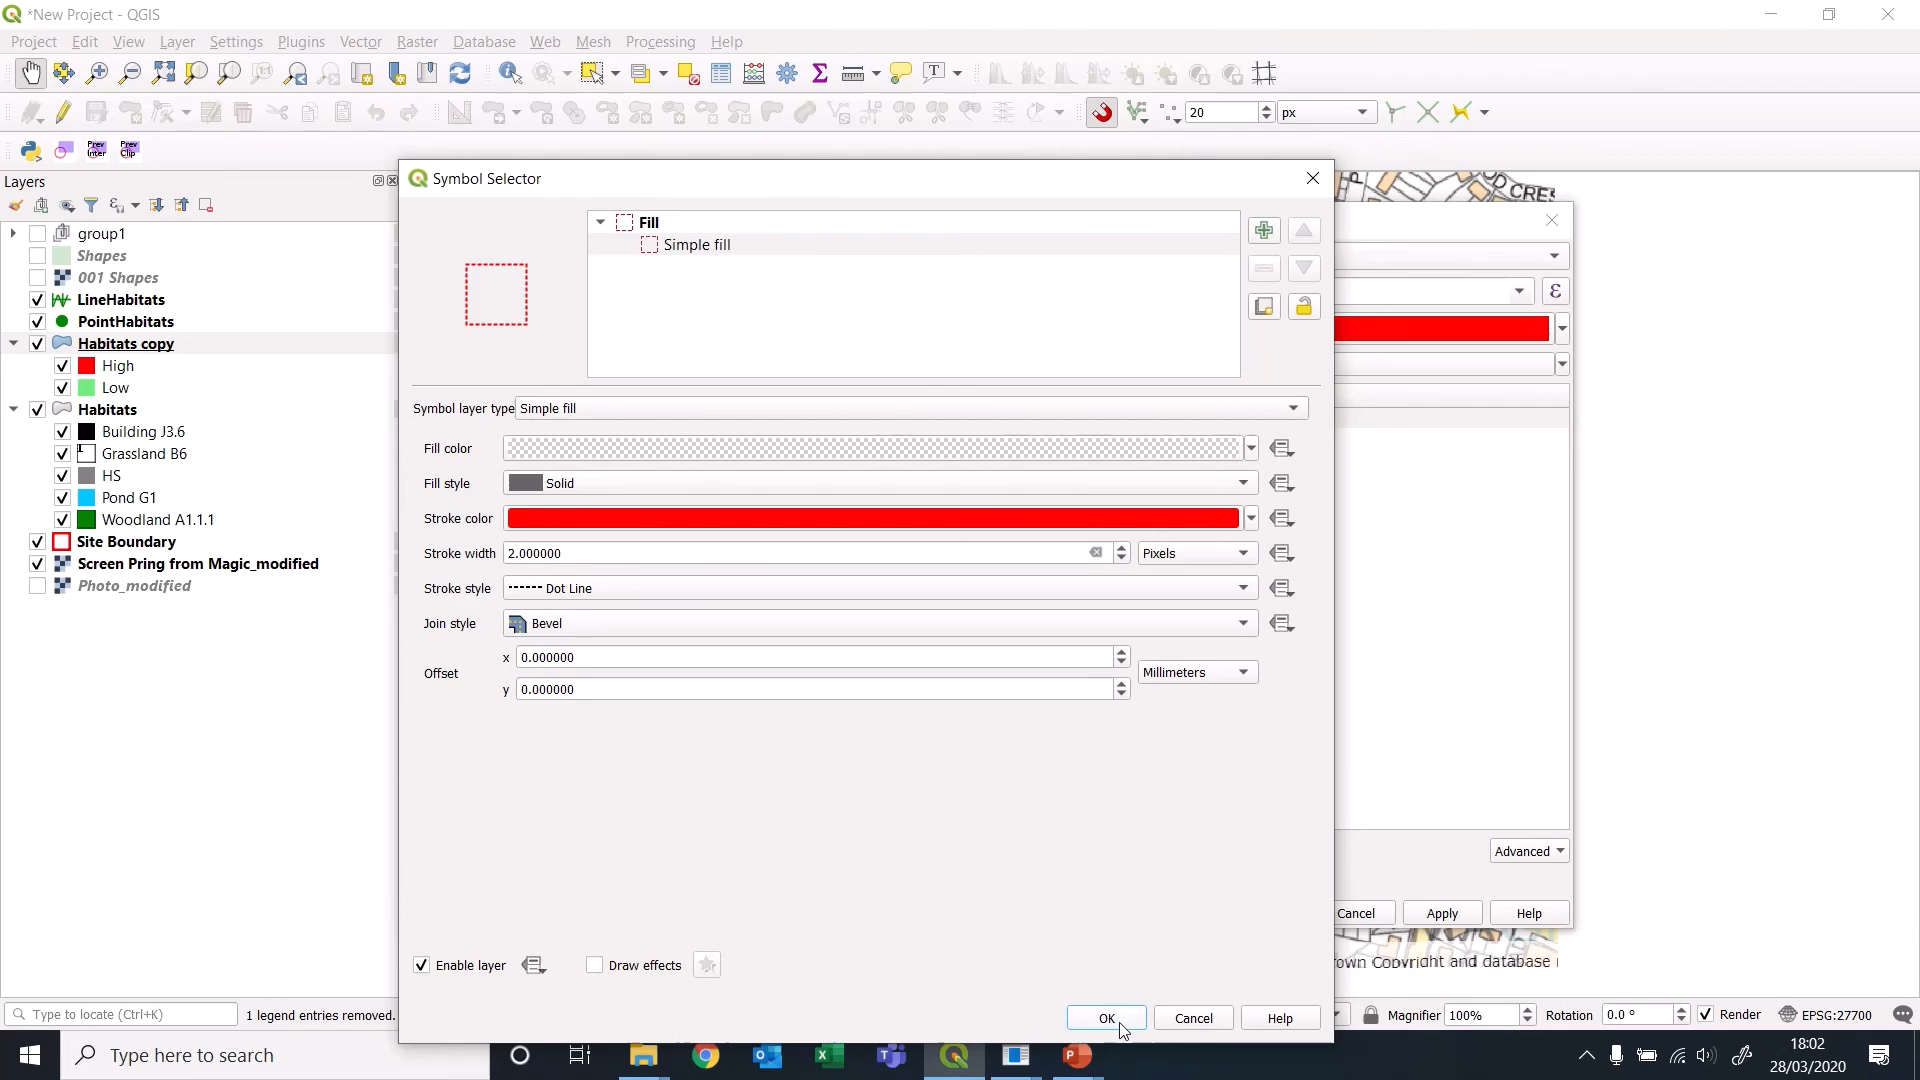 *New Project - QGIS
Project Edit View Layer Settings Plugins Vector Raster Database Web Mesh Processing Help
20 px
Prev Inter Prev Clip
Layers
group1
Shapes
001 Shapes
LineHabitats
PointHabitats
Habitats copy
High
Low
Habitats
Building J3.6
Grassland B6
HS
Pond G1
Woodland A1.1.1
Site Boundary
Screen Pring from Magic_modified
Photo_modified
Symbol Selector
Fill
Simple fill
Symbol layer type Simple fill
Fill color
Fill style Solid
Stroke color
Stroke width 2.000000 Pixels
Stroke style Dot Line
Join style Bevel
Offset
x 0.000000
y 0.000000
Millimeters
Enable layer Draw effects
OK Cancel Help
CRES
ε
Advanced
Cancel Apply Help
own Copyright and database
Type to locate (Ctrl+K) 1 legend entries removed.
Magnifier 100% Rotation 0.0 ° Render EPSG:27700
Type here to search
18:02
28/03/2020